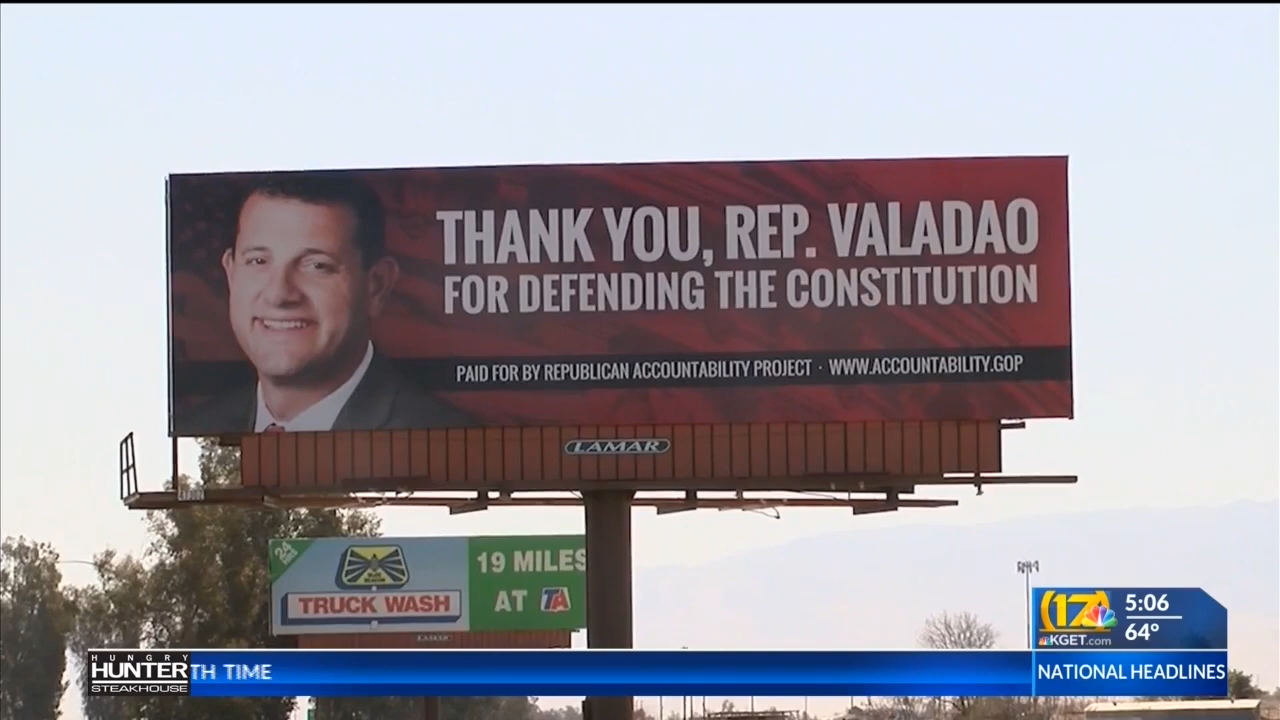 THANK YOU, REP. VALADAO
FOR DEFENDING THE CONSTITUTION
PAID FOR BY REPUBLICAN ACCOUNTABILITY PROJECT · WWW.ACCOUNTABILITY.GOP
LAMAR
TRUCK WASH
19 MILES
AT TA
LAMAR
17
KGET.com
5:06
64°
HUNGRY
HUNTER
STEAKHOUSE
TH TIME
NATIONAL HEADLINES